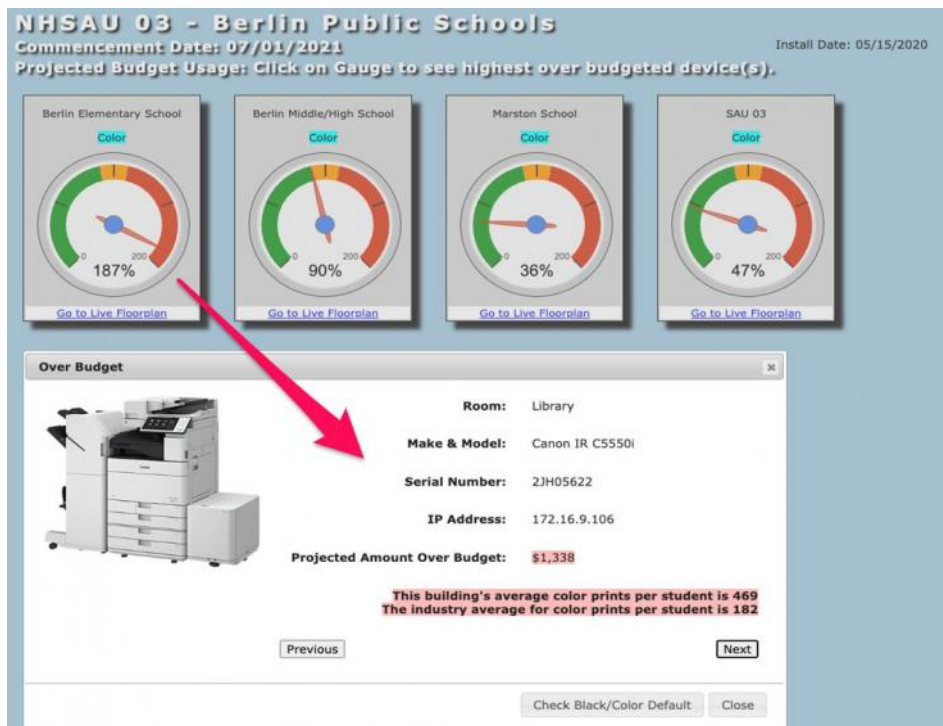 NHSAU 03 - Berlin Public Schools
Commencement Date: 07/01/2021
Install Date: 05/15/2020
Projected Budget Usage: Click on Gauge to see highest over budgeted device(s).
Berlin Elementary School
Color
0 200
187%
Go to Live Floorplan
Berlin Middle/High School
Color
0 200
90%
Go to Live Floorplan
Marston School
Color
0 200
36%
Go to Live Floorplan
SAU 03
Color
0 200
47%
Go to Live Floorplan
Over Budget
Room: Library
Make & Model: Canon IR C5550i
Serial Number: 2JH05622
IP Address: 172.16.9.106
Projected Amount Over Budget: $1,338
This building's average color prints per student is 469
The industry average for color prints per student is 182
Previous
Next
Check Black/Color Default
Close